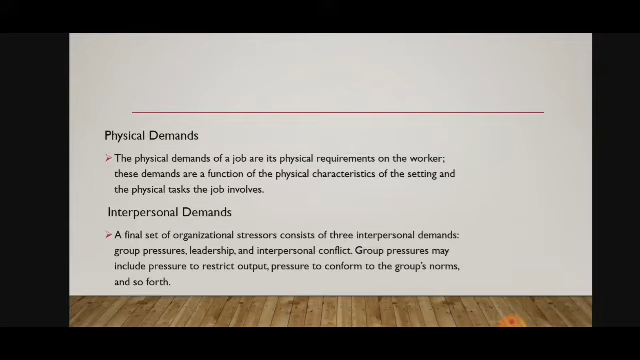 Physical Demands
The physical demands of a job are its physical requirements on the worker;
these demands are a function of the physical characteristics of the setting and
the physical tasks the job involves.
Interpersonal Demands
A final set of organizational stressors consists of three interpersonal demands:
group pressures, leadership, and interpersonal conflict. Group pressures may
include pressure to restrict output, pressure to conform to the group's norms,
and so forth.